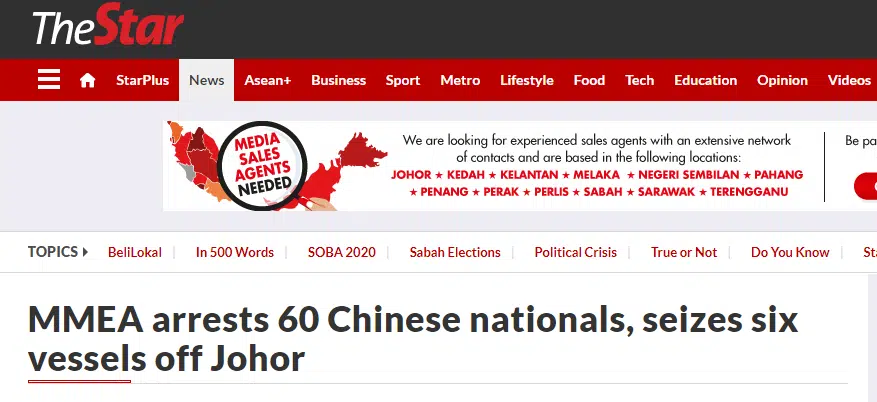 TheStar
StarPlus News Asean+ Business Sport Metro Lifestyle Food Tech Education Opinion Videos
MEDIA
SALES
AGENTS
NEEDED
We are looking for experienced sales agents with an extensive network
of contacts and are based in the following locations:
JOHOR ★ KEDAH ★ KELANTAN ★ MELAKA ★ NEGERI SEMBILAN ★ PAHANG
★ PENANG ★ PERAK ★ PERLIS ★ SABAH ★ SARAWAK ★ TERENGGANU
Be pa
TOPICS BeliLokal | In 500 Words | SOBA 2020 | Sabah Elections | Political Crisis | True or Not | Do You Know | Sta
MMEA arrests 60 Chinese nationals, seizes six
vessels off Johor